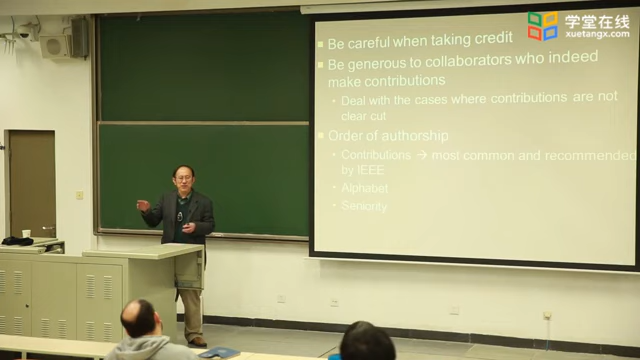 学堂在线
xuetangx.com
Be careful when taking credit
Be generous to collaborators who indeed
make contributions
Deal with the cases where contributions are not
clear cut
Order of authorship
Contributions → most common and recommended
by IEEE
Alphabet
Seniority